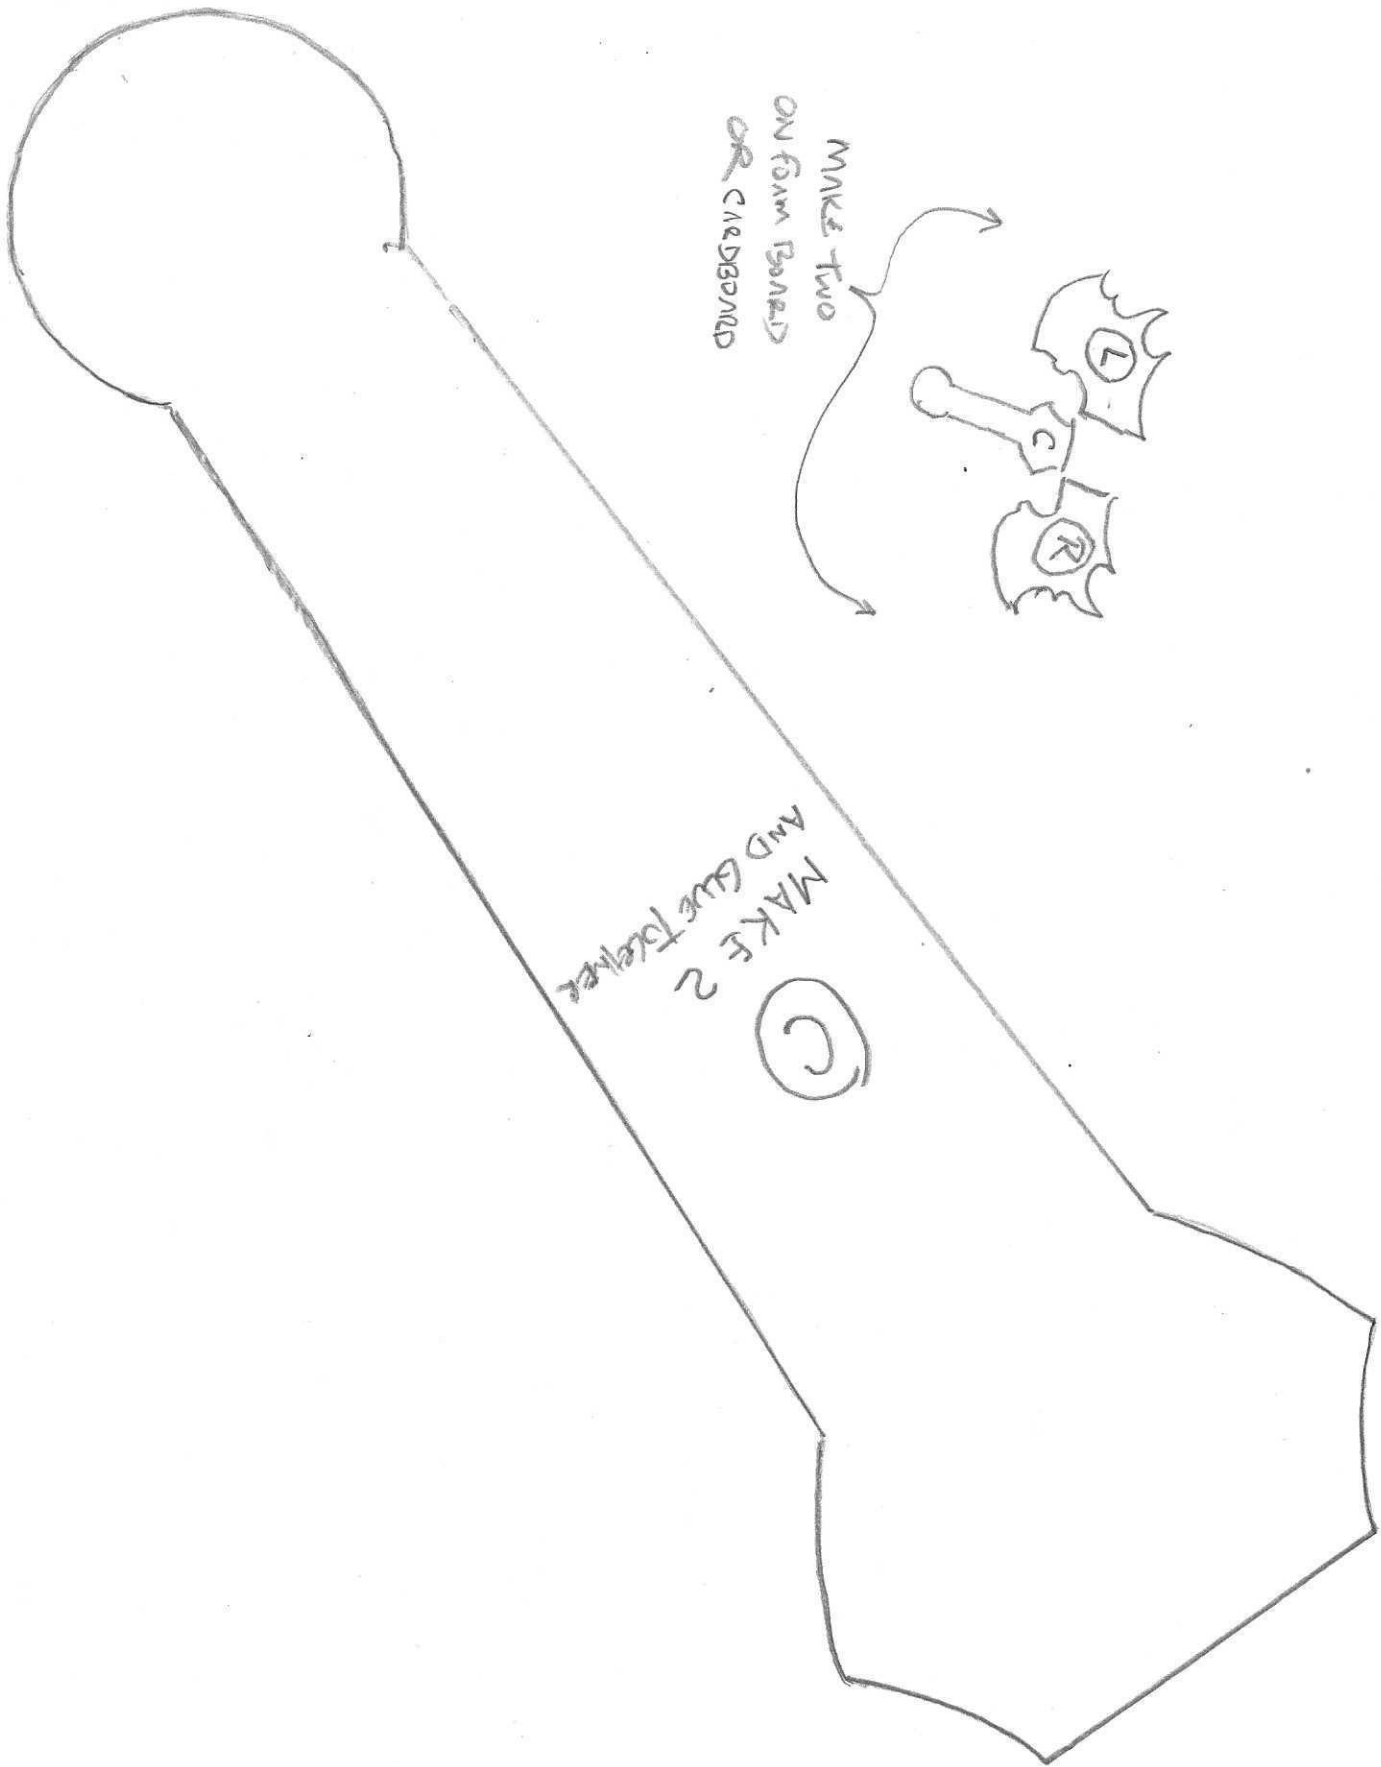 MAKE TWO
ON FOAM BOARD
OR CARDBOARD
L
C
R
MAKE 2
AND GLUE TOGETHER
C